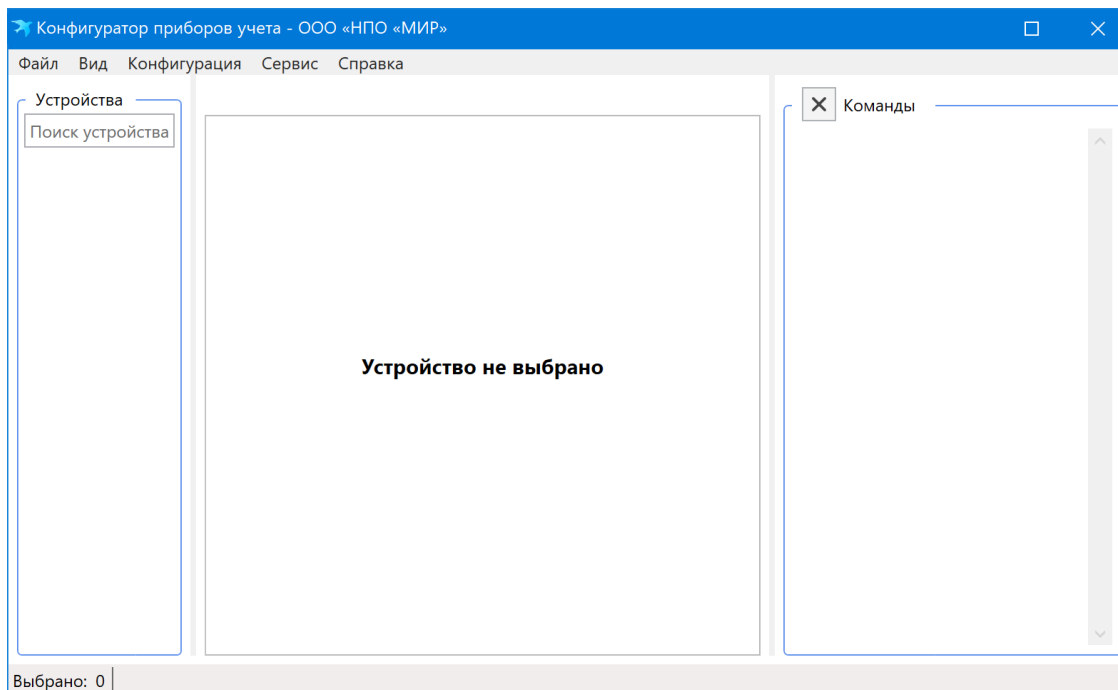 Конфигуратор приборов учета - ООО «НПО «МИР»
Файл Вид Конфигурация Сервис Справка
Устройства
Поиск устройства
Команды
Устройство не выбрано
Выбрано: 0